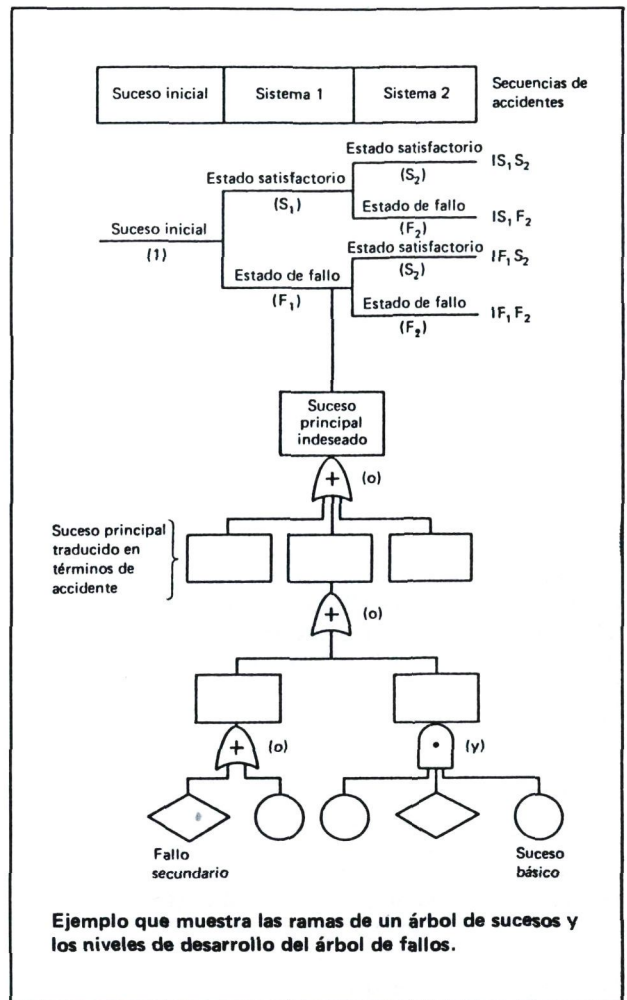 Suceso inicial
Sistema 1
Sistema 2
Secuencias de
accidentes
Estado satisfactorio
(S₂)
IS₁S₂
Estado satisfactorio
(S₁)
Estado de fallo
(F₂)
IS₁F₂
Suceso inicial
(1)
Estado satisfactorio
(S₂)
IF₁S₂
Estado de fallo
(F₁)
Estado de fallo
(F₂)
IF₁F₂
Suceso
principal
indeseado
+
(o)
Suceso principal
traducido en
términos de
accidente
+
(o)
+
(o)
(y)
Fallo
secundario
Suceso
básico
Ejemplo que muestra las ramas de un árbol de sucesos y
los niveles de desarrollo del árbol de fallos.